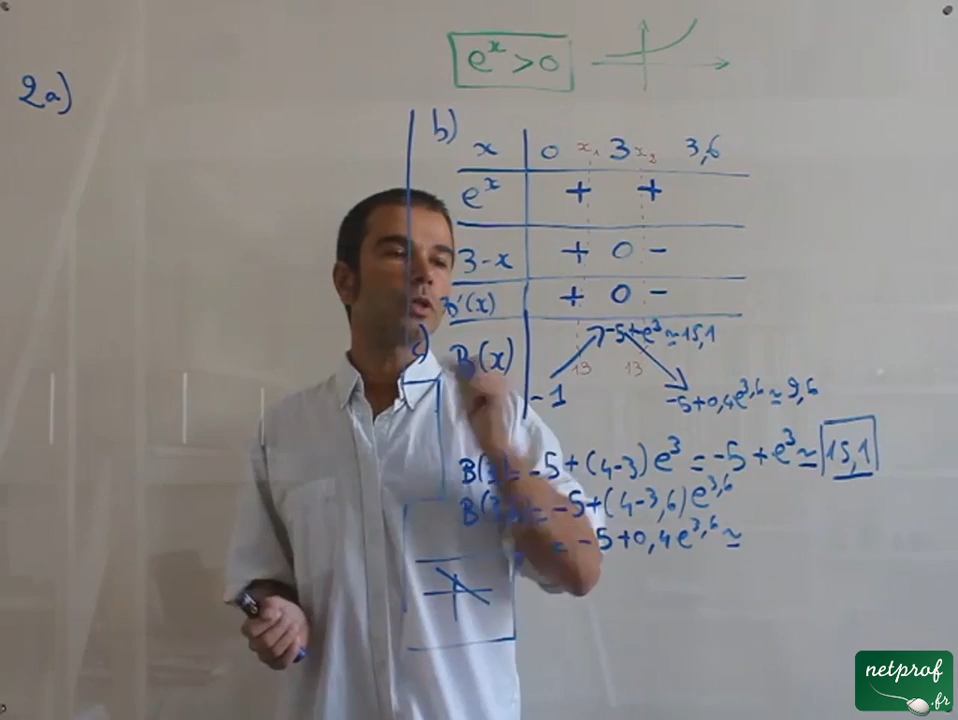 eˣ > 0
2a)
b)
x 0 x₁ 3 x₂ 3,6
eˣ + +
3-x + 0 -
B'(x) + 0 -
c) B(x) -1 13 -5+e³ ≃ 15,1 13 -5+0,4e³,⁶ ≃ 9,6
B(3) = -5+(4-3)e³ = -5+e³ ≃ 15,1
= -5+(4-3,6)e³,⁶
= -5+0,4e³,⁶ ≃
netprof
.fr